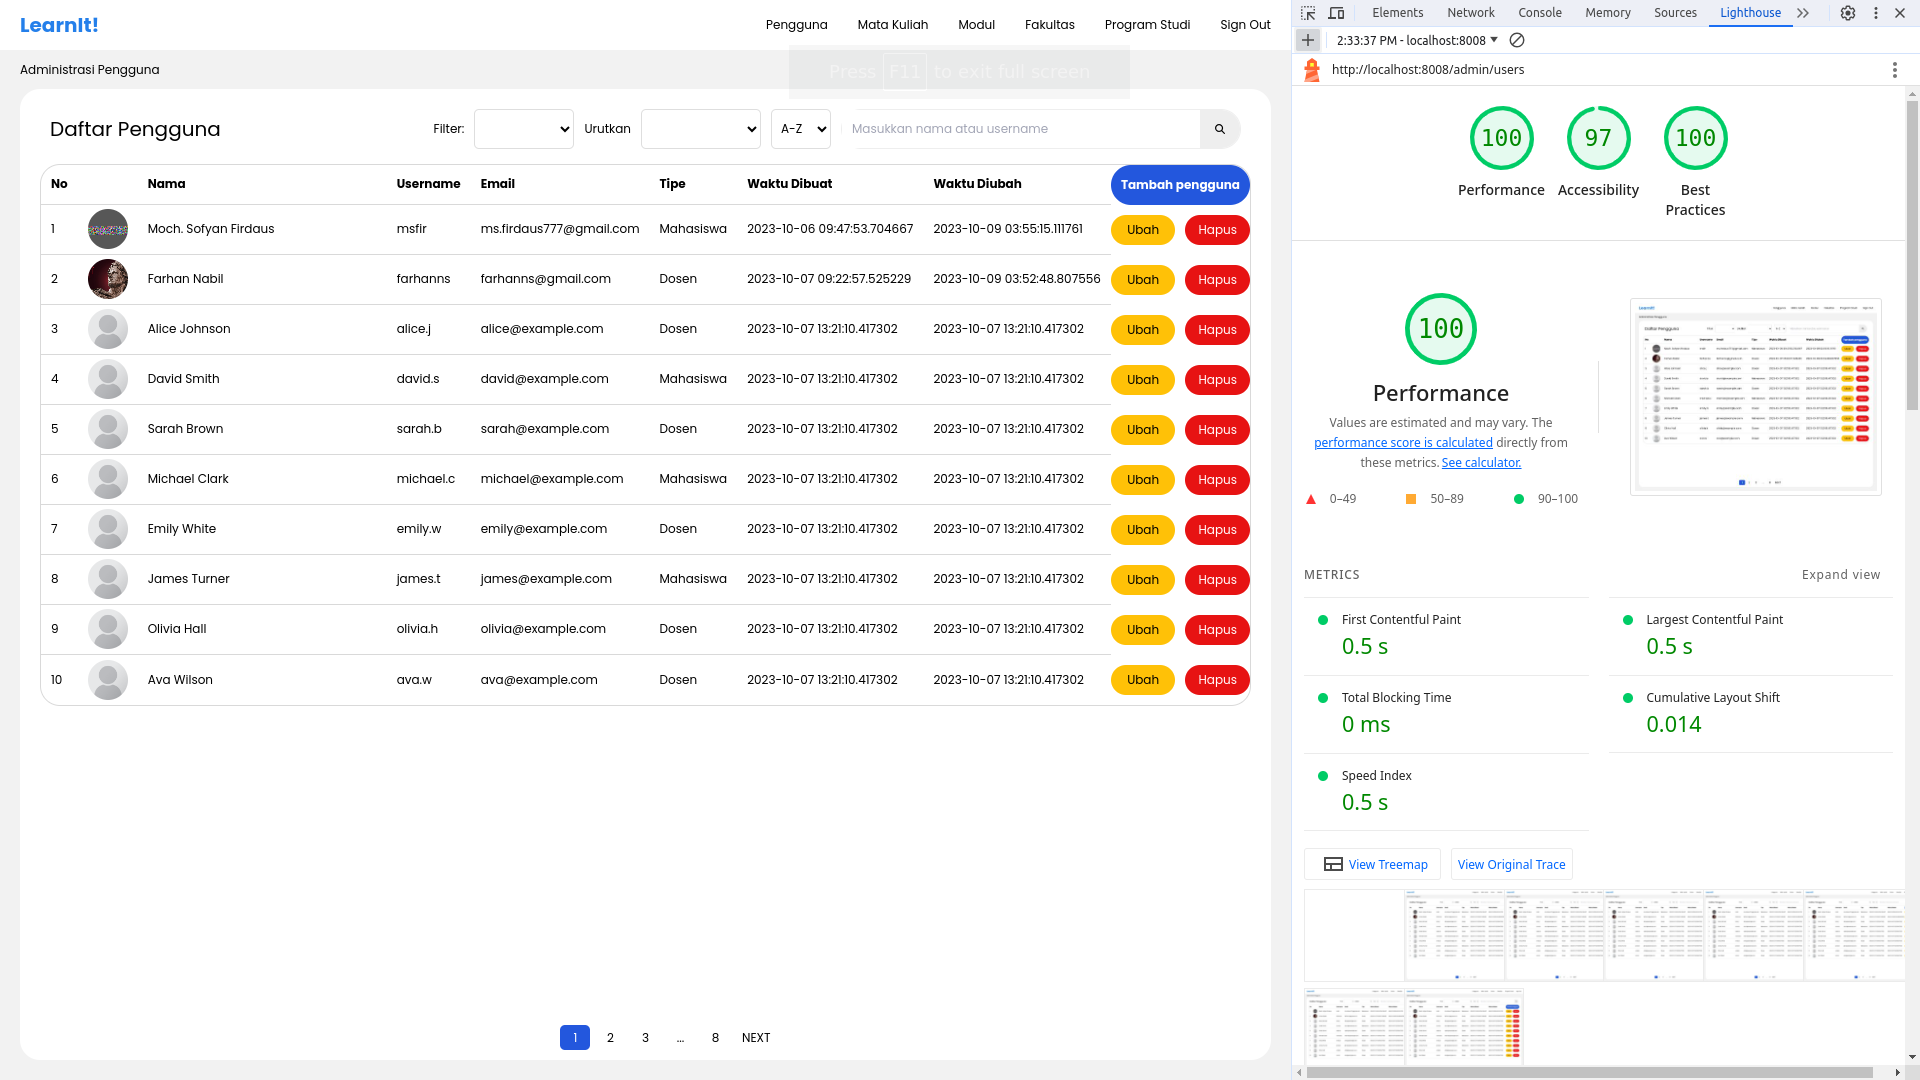 LearnIt!
Pengguna Mata Kuliah Modul Fakultas Program Studi Sign Out
Press F11 to exit full screen
Administrasi Pengguna
Daftar Pengguna Filter: Urutkan A-Z Masukkan nama atau username
No Nama Username Email Tipe Waktu Dibuat Waktu Diubah Tambah pengguna
1 Moch. Sofyan Firdaus msfir ms.firdaus777@gmail.com Mahasiswa 2023-10-06 09:47:53.704667 2023-10-09 03:55:15.111761 Ubah Hapus
2 Farhan Nabil farhanns farhanns@gmail.com Dosen 2023-10-07 09:22:57.525229 2023-10-09 03:52:48.807556 Ubah Hapus
3 Alice Johnson alice.j alice@example.com Dosen 2023-10-07 13:21:10.417302 2023-10-07 13:21:10.417302 Ubah Hapus
4 David Smith david.s david@example.com Mahasiswa 2023-10-07 13:21:10.417302 2023-10-07 13:21:10.417302 Ubah Hapus
5 Sarah Brown sarah.b sarah@example.com Dosen 2023-10-07 13:21:10.417302 2023-10-07 13:21:10.417302 Ubah Hapus
6 Michael Clark michael.c michael@example.com Mahasiswa 2023-10-07 13:21:10.417302 2023-10-07 13:21:10.417302 Ubah Hapus
7 Emily White emily.w emily@example.com Dosen 2023-10-07 13:21:10.417302 2023-10-07 13:21:10.417302 Ubah Hapus
8 James Turner james.t james@example.com Mahasiswa 2023-10-07 13:21:10.417302 2023-10-07 13:21:10.417302 Ubah Hapus
9 Olivia Hall olivia.h olivia@example.com Dosen 2023-10-07 13:21:10.417302 2023-10-07 13:21:10.417302 Ubah Hapus
10 Ava Wilson ava.w ava@example.com Dosen 2023-10-07 13:21:10.417302 2023-10-07 13:21:10.417302 Ubah Hapus
1 2 3 ... 8 NEXT
Elements Network Console Memory Sources Lighthouse
2:33:37 PM - localhost:8008
http://localhost:8008/admin/users
100 97 100
Performance Accessibility Best
Practices
100
Performance
Values are estimated and may vary. The
performance score is calculated directly from
these metrics. See calculator.
0–49 50–89 90–100
METRICS Expand view
First Contentful Paint Largest Contentful Paint
0.5 s 0.5 s
Total Blocking Time Cumulative Layout Shift
0 ms 0.014
Speed Index
0.5 s
View Treemap View Original Trace